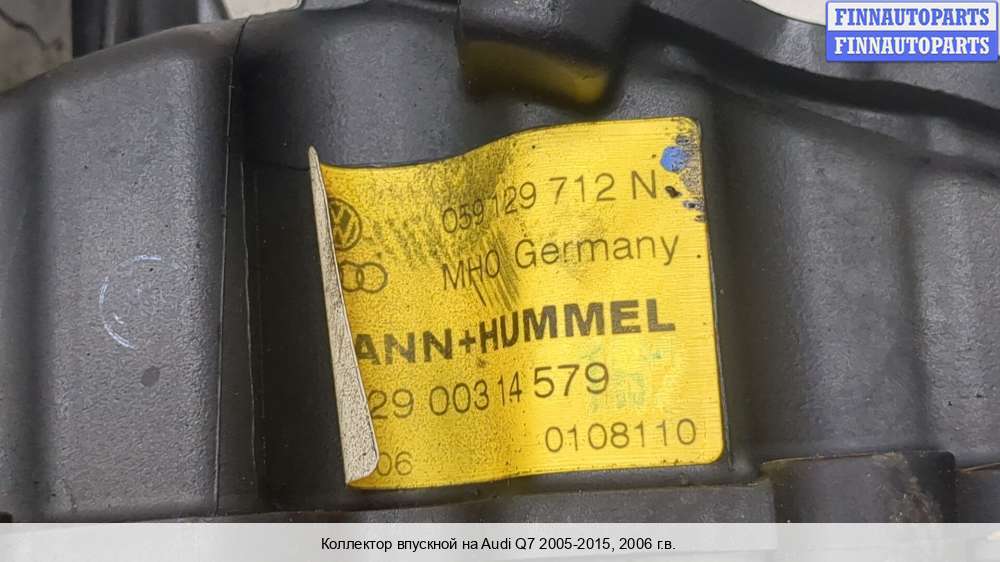 FINNAUTOPARTS
FINNAUTOPARTS
059 129 712 N
MHO Germany
ANN+HUMMEL
29 003 14 579
06 0108110
Коллектор впускной на Audi Q7 2005-2015, 2006 г.в.